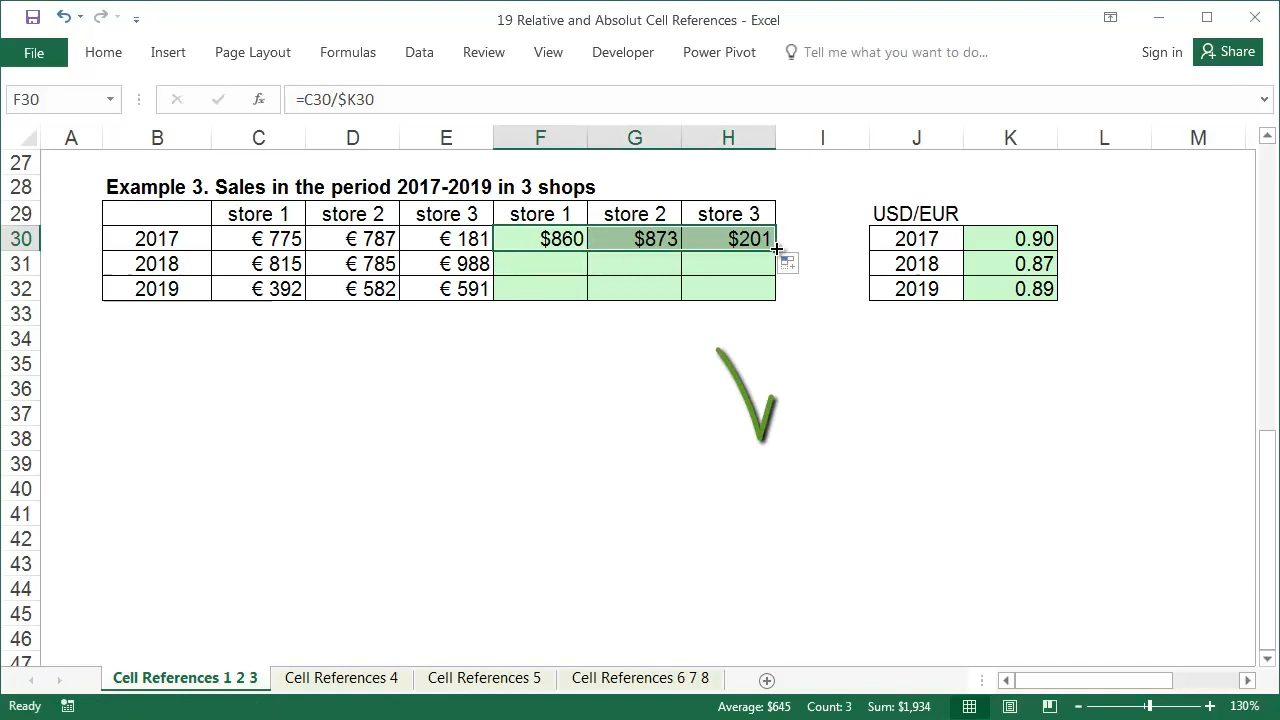 19 Relative and Absolut Cell References - Excel
File Home Insert Page Layout Formulas Data Review View Developer Power Pivot Tell me what you want to do... Sign in Share
F30 fx =C30/$K30
A B C D E F G H I J K L M
27
28 Example 3. Sales in the period 2017-2019 in 3 shops
29 store 1 store 2 store 3 store 1 store 2 store 3 USD/EUR
30 2017 € 775 € 787 € 181 $860 $873 $201 2017 0.90
31 2018 € 815 € 785 € 988 2018 0.87
32 2019 € 392 € 582 € 591 2019 0.89
33
34
35
36
37
38
39
40
41
42
43
44
45
46
47
Cell References 1 2 3 Cell References 4 Cell References 5 Cell References 6 7 8
Ready Average: $645 Count: 3 Sum: $1,934 130%